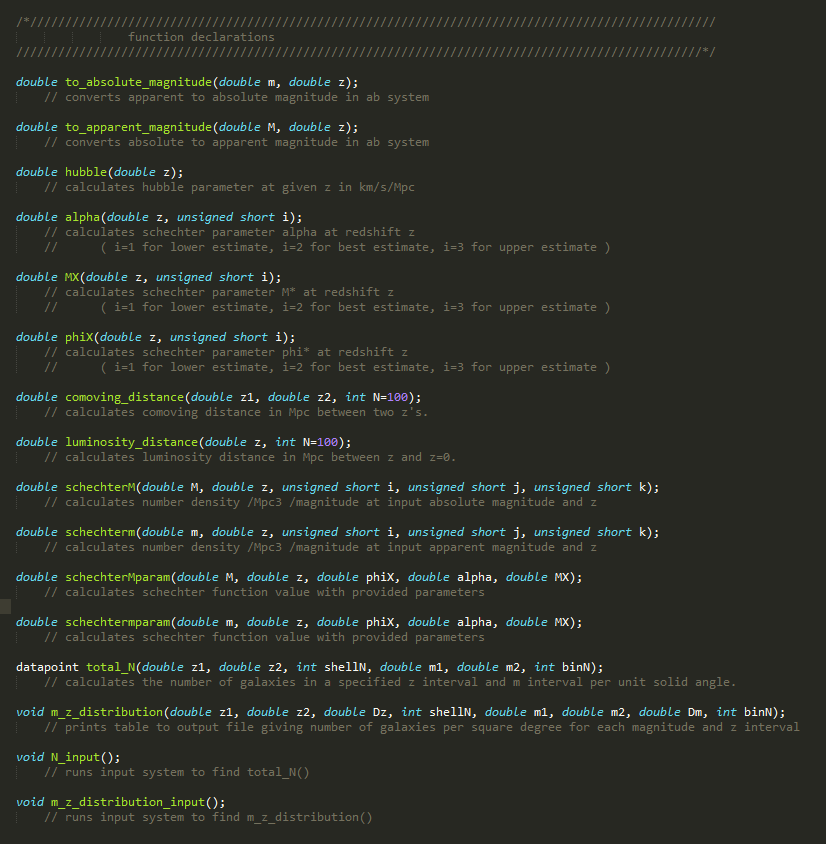 /*//////////////////////////////////////////////////////////////////////////////////////////////////
function declarations
//////////////////////////////////////////////////////////////////////////////////////////////////*/
double to_absolute_magnitude(double m, double z);
// converts apparent to absolute magnitude in ab system
double to_apparent_magnitude(double M, double z);
// converts absolute to apparent magnitude in ab system
double hubble(double z);
// calculates hubble parameter at given z in km/s/Mpc
double alpha(double z, unsigned short i);
// calculates schechter parameter alpha at redshift z
//      ( i=1 for lower estimate, i=2 for best estimate, i=3 for upper estimate )
double MX(double z, unsigned short i);
// calculates schechter parameter M* at redshift z
//      ( i=1 for lower estimate, i=2 for best estimate, i=3 for upper estimate )
double phiX(double z, unsigned short i);
// calculates schechter parameter phi* at redshift z
//      ( i=1 for lower estimate, i=2 for best estimate, i=3 for upper estimate )
double comoving_distance(double z1, double z2, int N=100);
// calculates comoving distance in Mpc between two z's.
double luminosity_distance(double z, int N=100);
// calculates luminosity distance in Mpc between z and z=0.
double schechterM(double M, double z, unsigned short i, unsigned short j, unsigned short k);
// calculates number density /Mpc3 /magnitude at input absolute magnitude and z
double schechterm(double m, double z, unsigned short i, unsigned short j, unsigned short k);
// calculates number density /Mpc3 /magnitude at input apparent magnitude and z
double schechterMparam(double M, double z, double phiX, double alpha, double MX);
// calculates schechter function value with provided parameters
double schechtermparam(double m, double z, double phiX, double alpha, double MX);
// calculates schechter function value with provided parameters
datapoint total_N(double z1, double z2, int shellN, double m1, double m2, int binN);
// calculates the number of galaxies in a specified z interval and m interval per unit solid angle.
void m_z_distribution(double z1, double z2, double Dz, int shellN, double m1, double m2, double Dm, int binN);
// prints table to output file giving number of galaxies per square degree for each magnitude and z interval
void N_input();
// runs input system to find total_N()
void m_z_distribution_input();
// runs input system to find m_z_distribution()